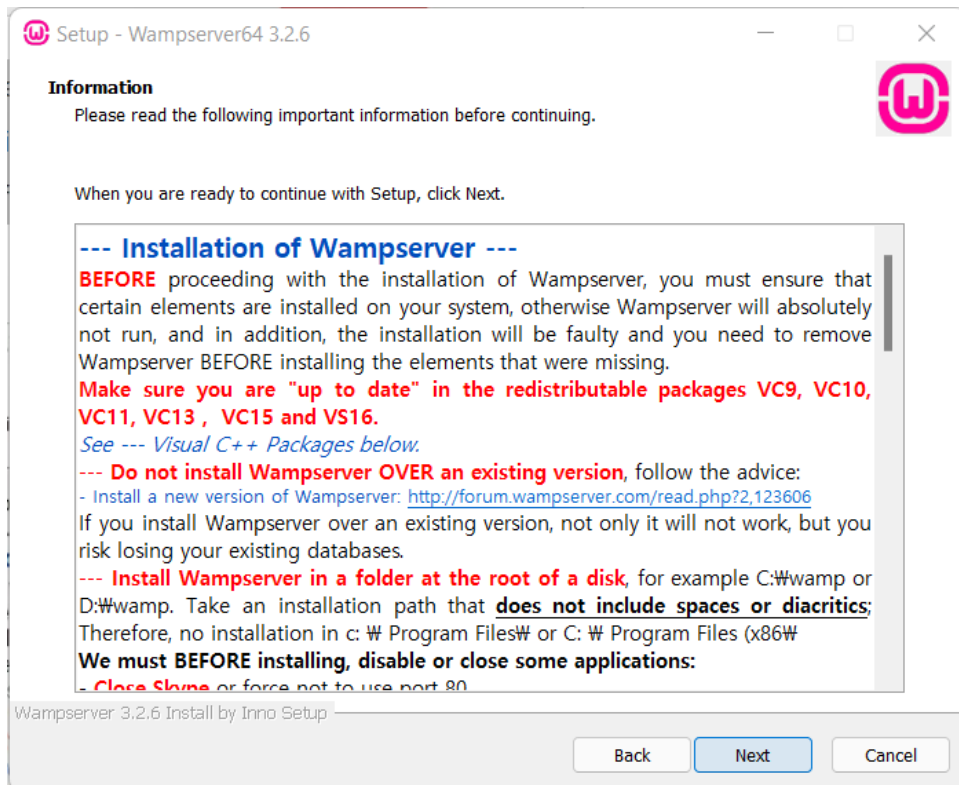 Setup - Wampserver64 3.2.6
Information
Please read the following important information before continuing.
When you are ready to continue with Setup, click Next.
--- Installation of Wampserver ---
BEFORE proceeding with the installation of Wampserver, you must ensure that
certain elements are installed on your system, otherwise Wampserver will absolutely
not run, and in addition, the installation will be faulty and you need to remove
Wampserver BEFORE installing the elements that were missing.
Make sure you are "up to date" in the redistributable packages VC9, VC10,
VC11, VC13 , VC15 and VS16.
See --- Visual C++ Packages below.
--- Do not install Wampserver OVER an existing version, follow the advice:
- Install a new version of Wampserver: http://forum.wampserver.com/read.php?2,123606
If you install Wampserver over an existing version, not only it will not work, but you
risk losing your existing databases.
--- Install Wampserver in a folder at the root of a disk, for example C:₩wamp or
D:₩wamp. Take an installation path that does not include spaces or diacritics;
Therefore, no installation in c: ₩ Program Files₩ or C: ₩ Program Files (x86₩
We must BEFORE installing, disable or close some applications:
- Close Skype or force not to use port 80
Wampserver 3.2.6 Install by Inno Setup
Back
Next
Cancel